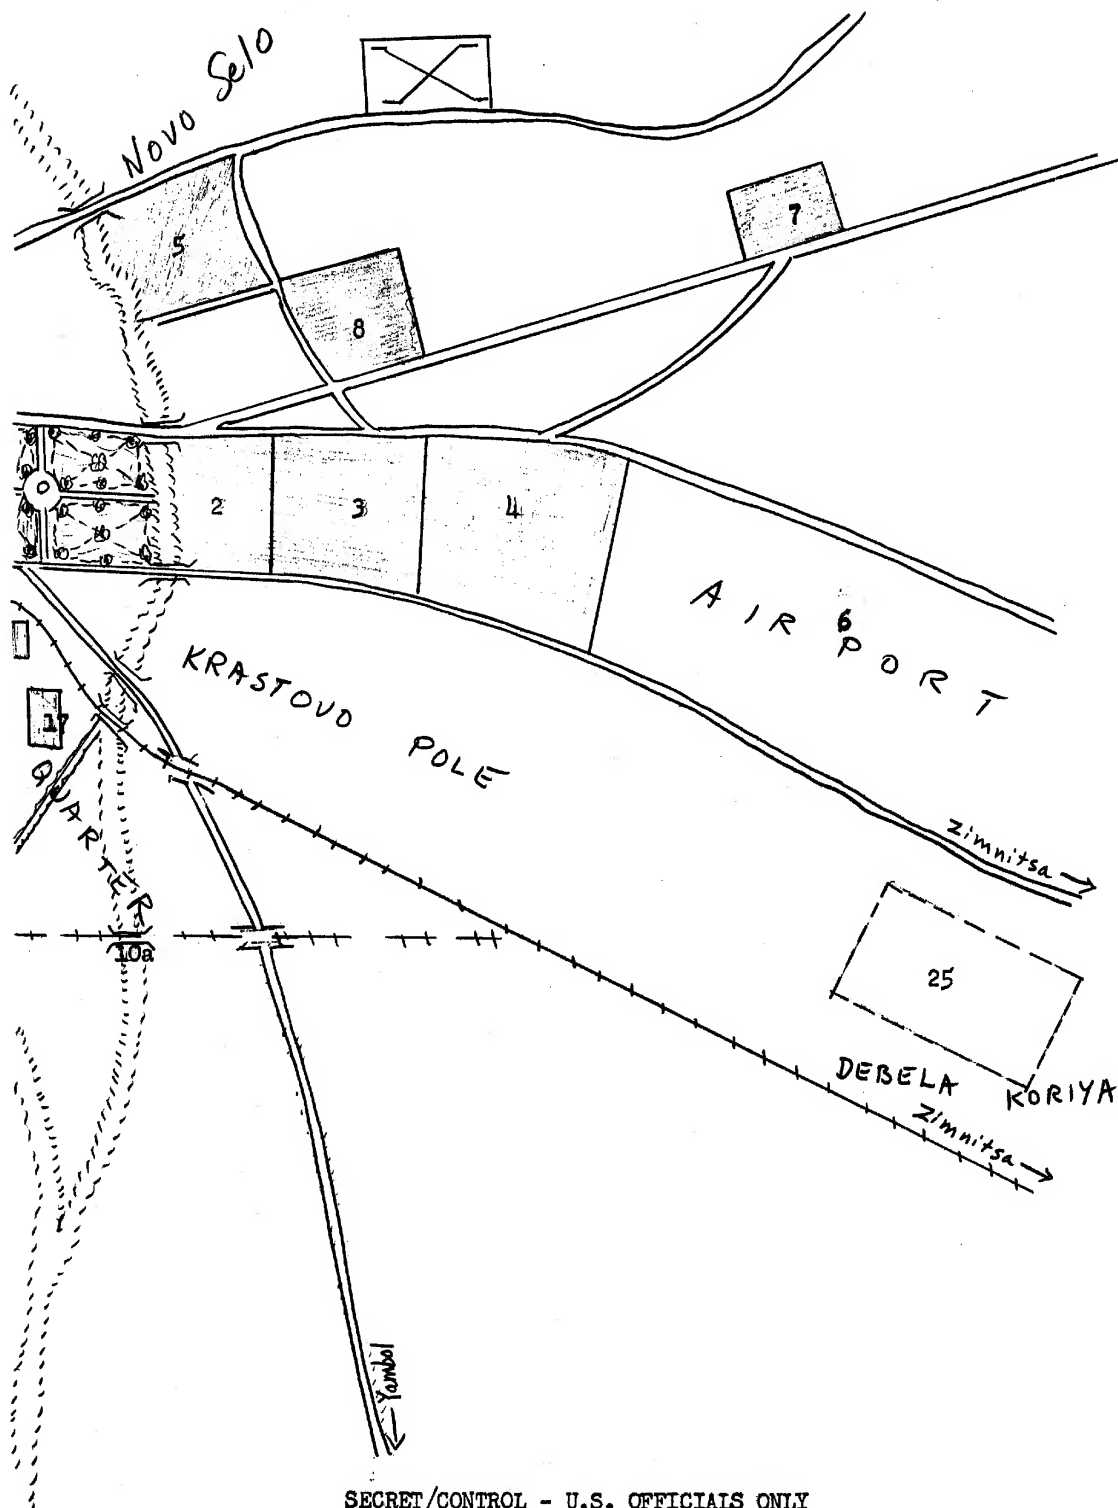 NOVO Selo
5
7
8
2
3
4
AIR PORT
6
KRASTOVO POLE
17
QUARTER
Zimnitsa
10a
25
DEBELA KORIYA
Zimnitsa
Yambol
SECRET/CONTROL - U.S. OFFICIALS ONLY